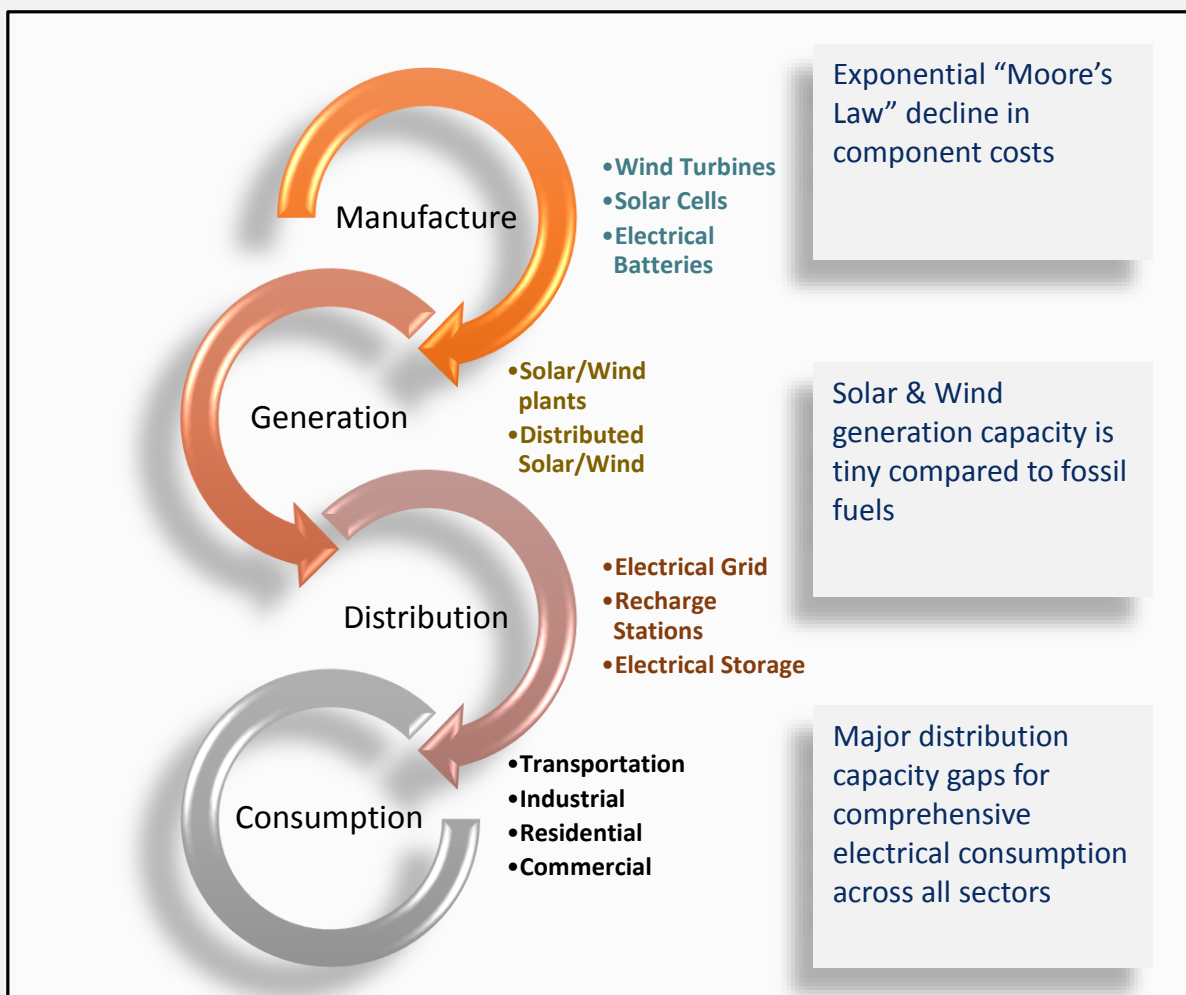 Exponential “Moore’s
Law” decline in
component costs
Manufacture
•Wind Turbines
•Solar Cells
•Electrical
Batteries
Generation
•Solar/Wind
plants
•Distributed
Solar/Wind
Solar & Wind
generation capacity is
tiny compared to fossil
fuels
Distribution
•Electrical Grid
•Recharge
Stations
•Electrical Storage
Consumption
•Transportation
•Industrial
•Residential
•Commercial
Major distribution
capacity gaps for
comprehensive
electrical consumption
across all sectors